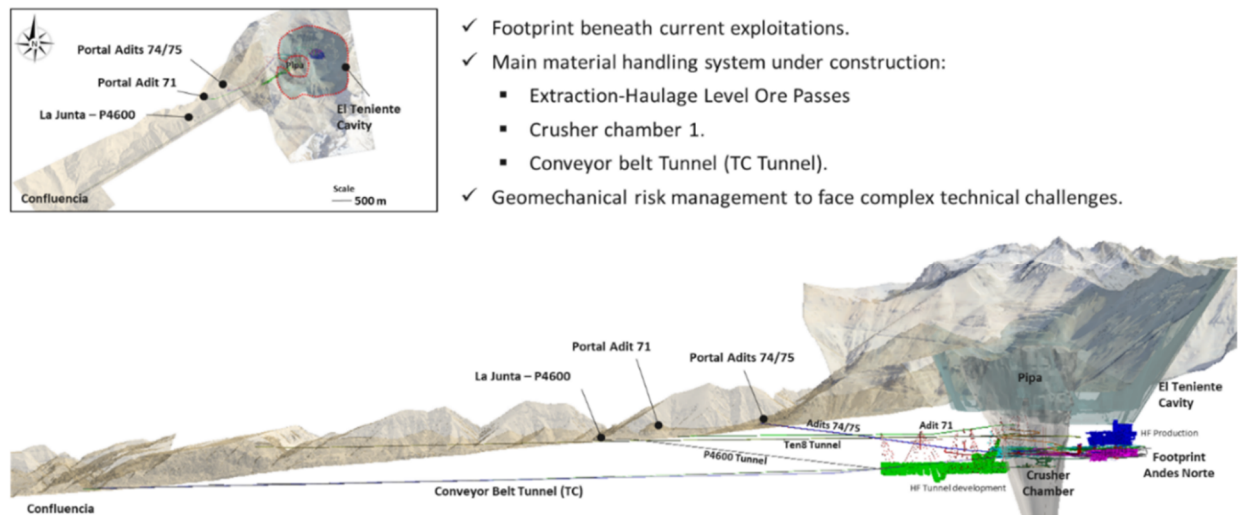 N
Portal Adits 74/75
Portal Adit 71
La Junta – P4600
Pipa
El Teniente
Cavity
Confluencia
Scale
500 m
✓ Footprint beneath current exploitations.
✓ Main material handling system under construction:
▪ Extraction-Haulage Level Ore Passes
▪ Crusher chamber 1.
▪ Conveyor belt Tunnel (TC Tunnel).
✓ Geomechanical risk management to face complex technical challenges.
Portal Adit 71
Portal Adits 74/75
La Junta – P4600
Pipa
El Teniente
Cavity
Adits 74/75
Adit 71
HF Production
Ten8 Tunnel
P4600 Tunnel
Footprint
Andes Norte
Crusher
Chamber
HF Tunnel development
Conveyor Belt Tunnel (TC)
Confluencia